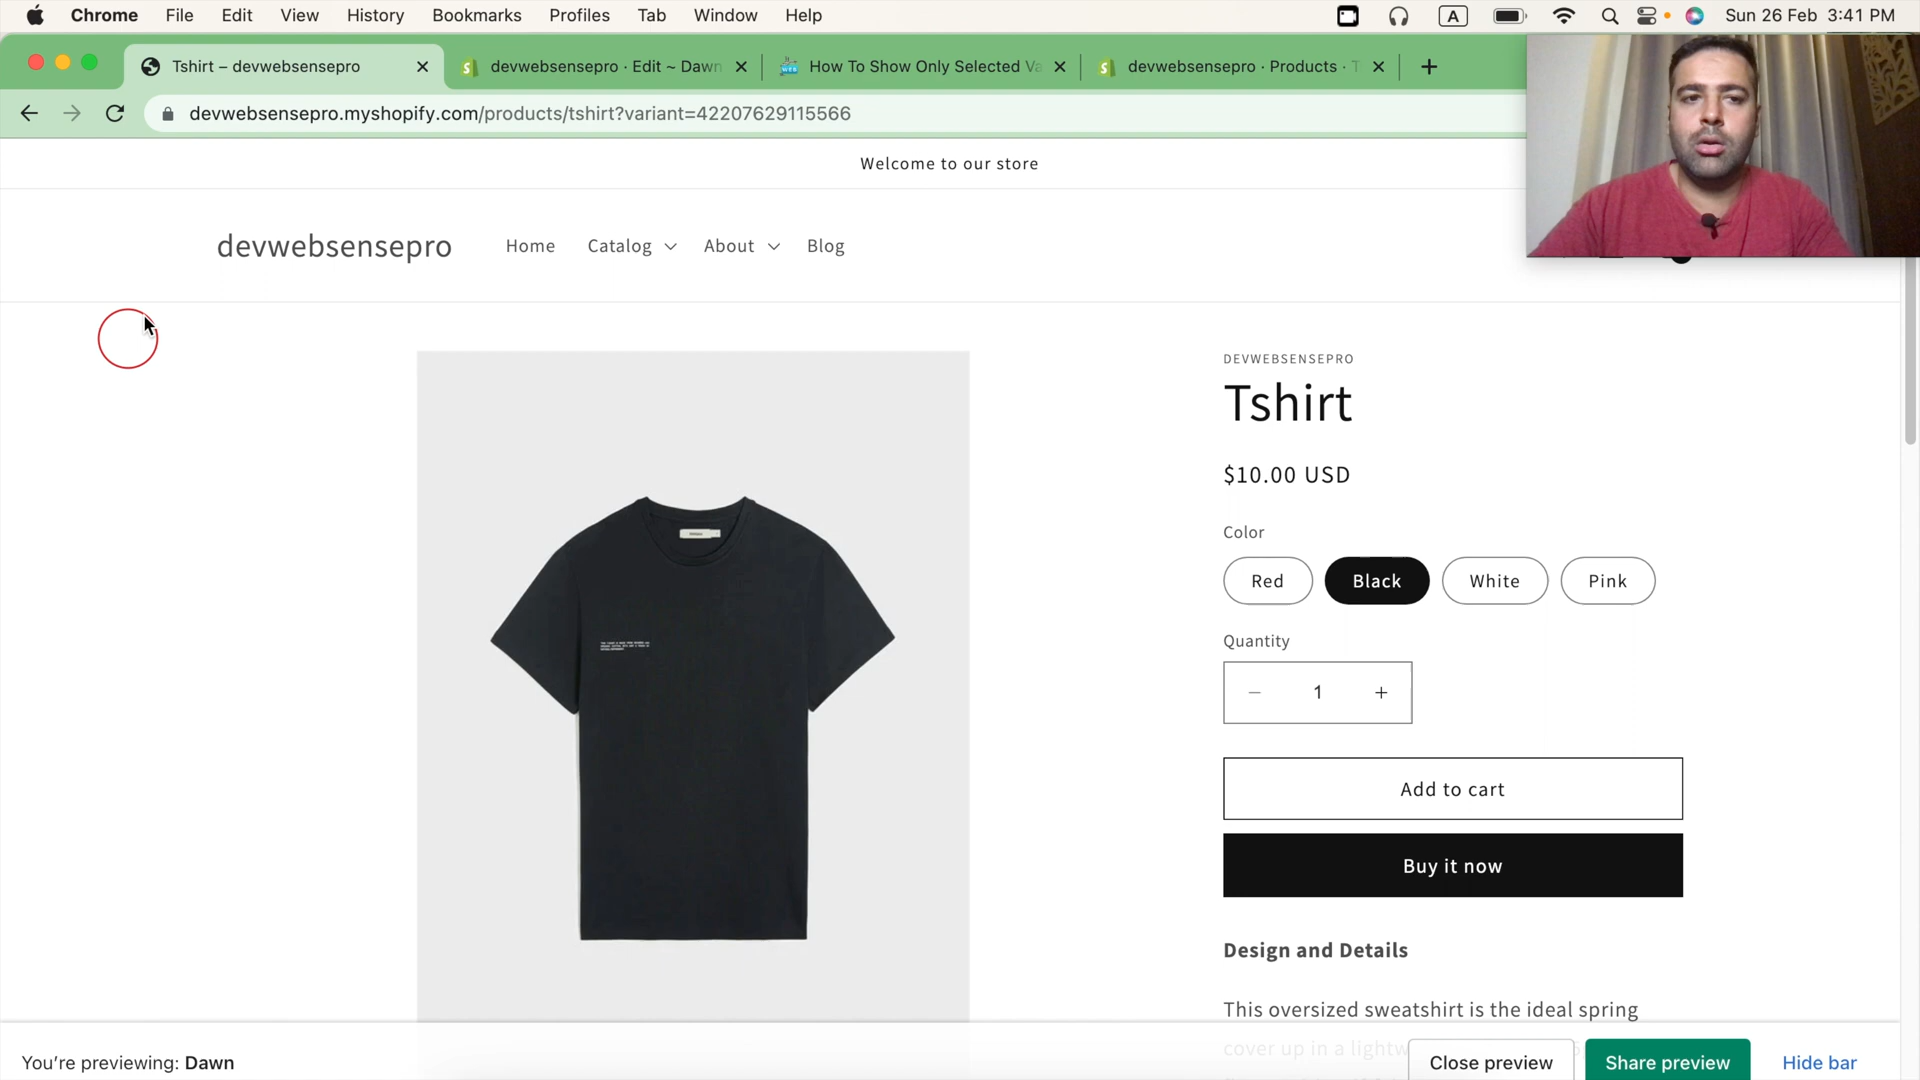 Chrome File Edit View History Bookmarks Profiles Tab Window Help A Sun 26 Feb 3:41 PM
Tshirt – devwebsensepro devwebsensepro · Edit ~ Dawn How To Show Only Selected Va devwebsensepro · Products · T
devwebsensepro.myshopify.com/products/tshirt?variant=42207629115566
Welcome to our store
devwebsensepro Home Catalog About Blog
DEVWEBSENSEPRO
Tshirt
$10.00 USD
Color
Red Black White Pink
Quantity
− 1 +
Add to cart
Buy it now
Design and Details
This oversized sweatshirt is the ideal spring
cover up in a lightw
You're previewing: Dawn Close preview Share preview Hide bar